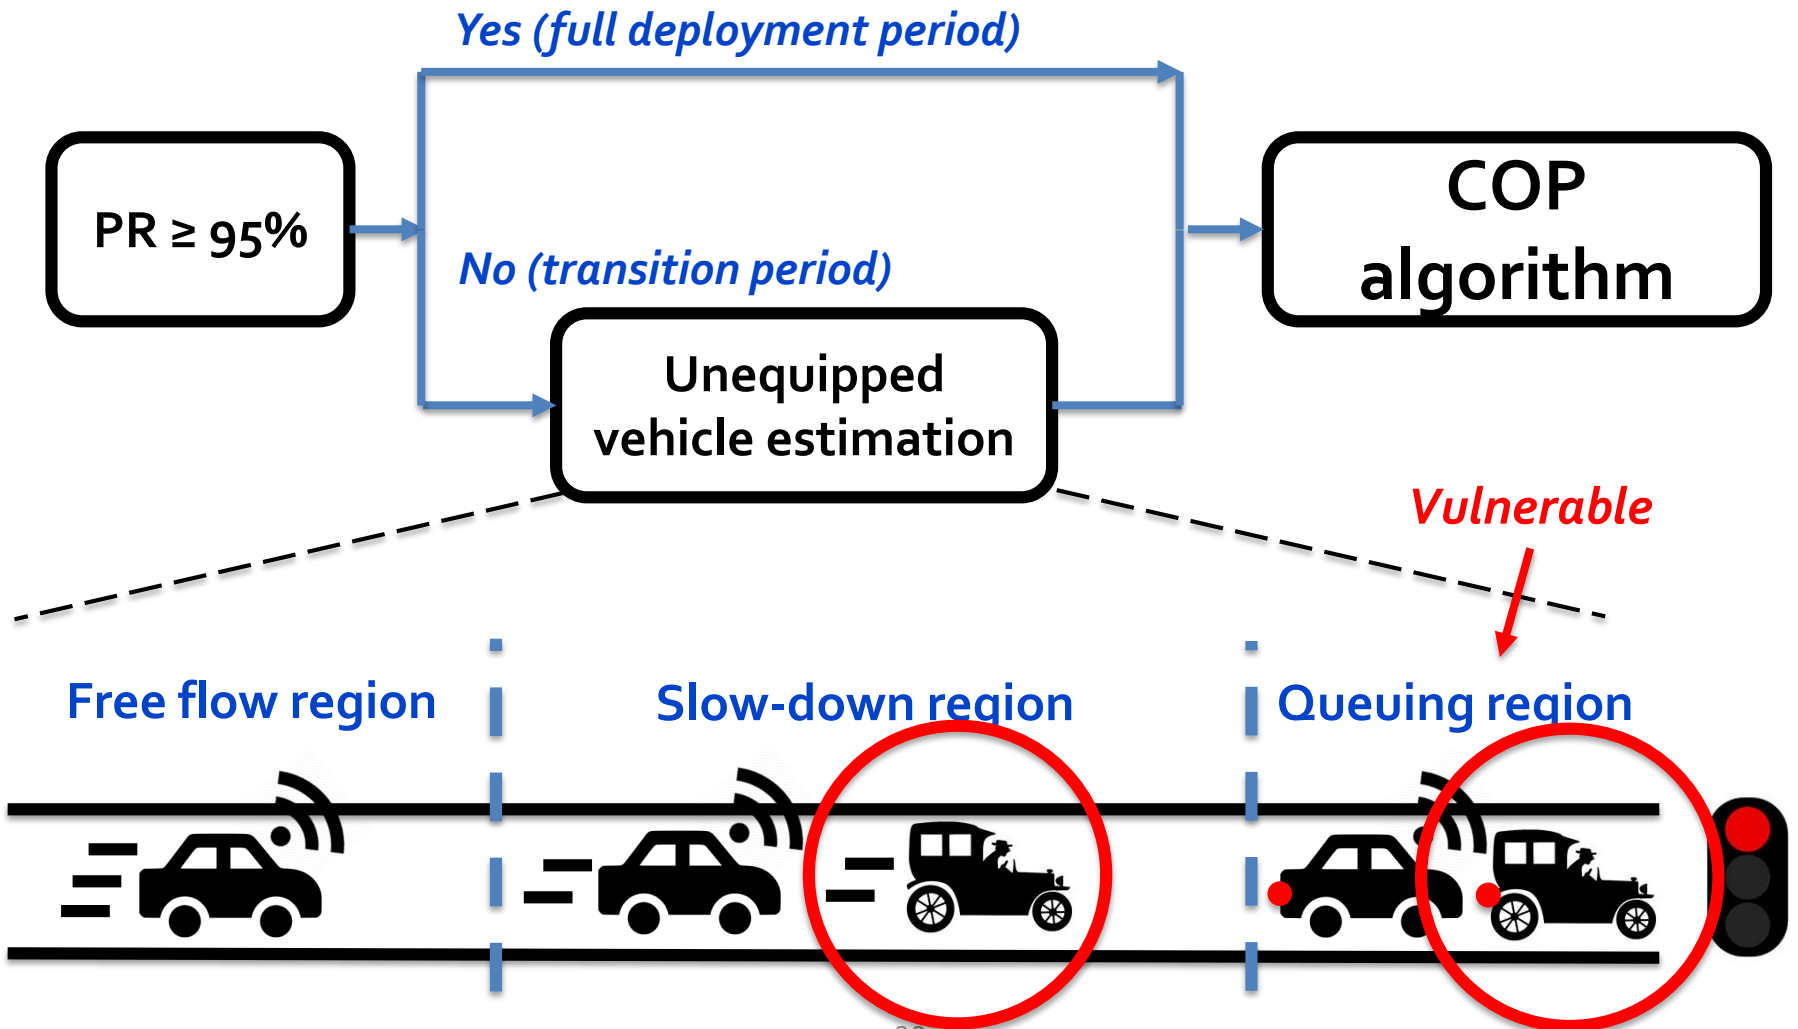 Yes (full deployment period)
PR ≥ 95%
COP
algorithm
No (transition period)
Unequipped
vehicle estimation
Vulnerable
Free flow region
Slow-down region
Queuing region